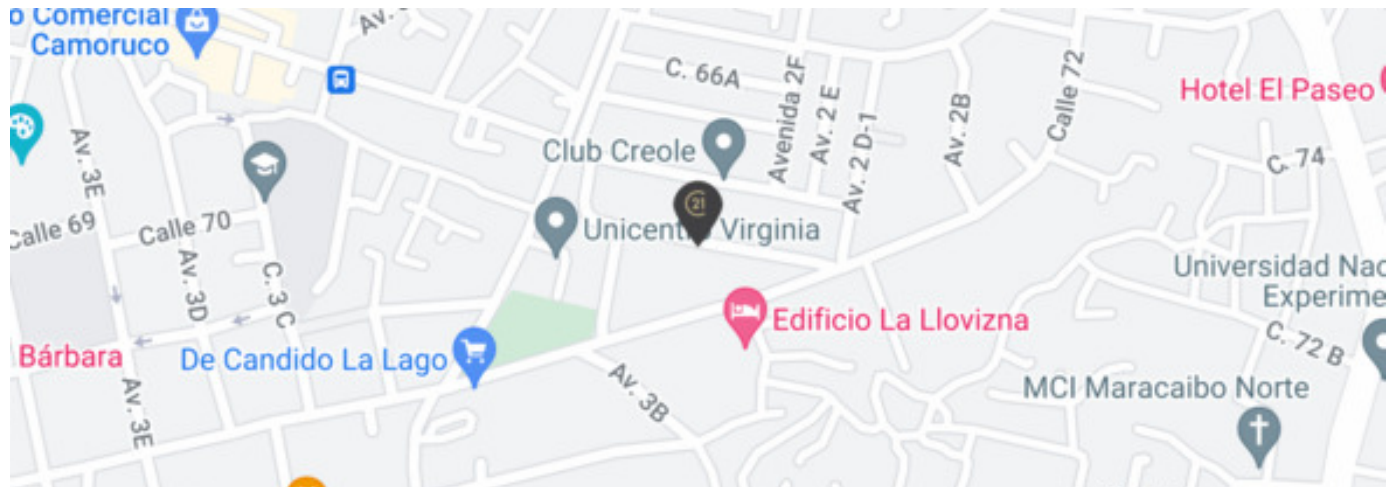 o Comercial
Camoruco
Av.
C. 66A
Avenida 2F
Av. 2 E
Av. 2 D-1
Av. 2B
Calle 72
Hotel El Paseo
C. 74
Club Creole
21
Av. 3E
Calle 69
Calle 70
Av. 3D
C. 3 C
Virginia
Universidad Nac
Experime
Edificio La Llovizna
Bárbara
De Candido La Lago
C. 72 B
Av. 3B
MCI Maracaibo Norte
Av. 3E